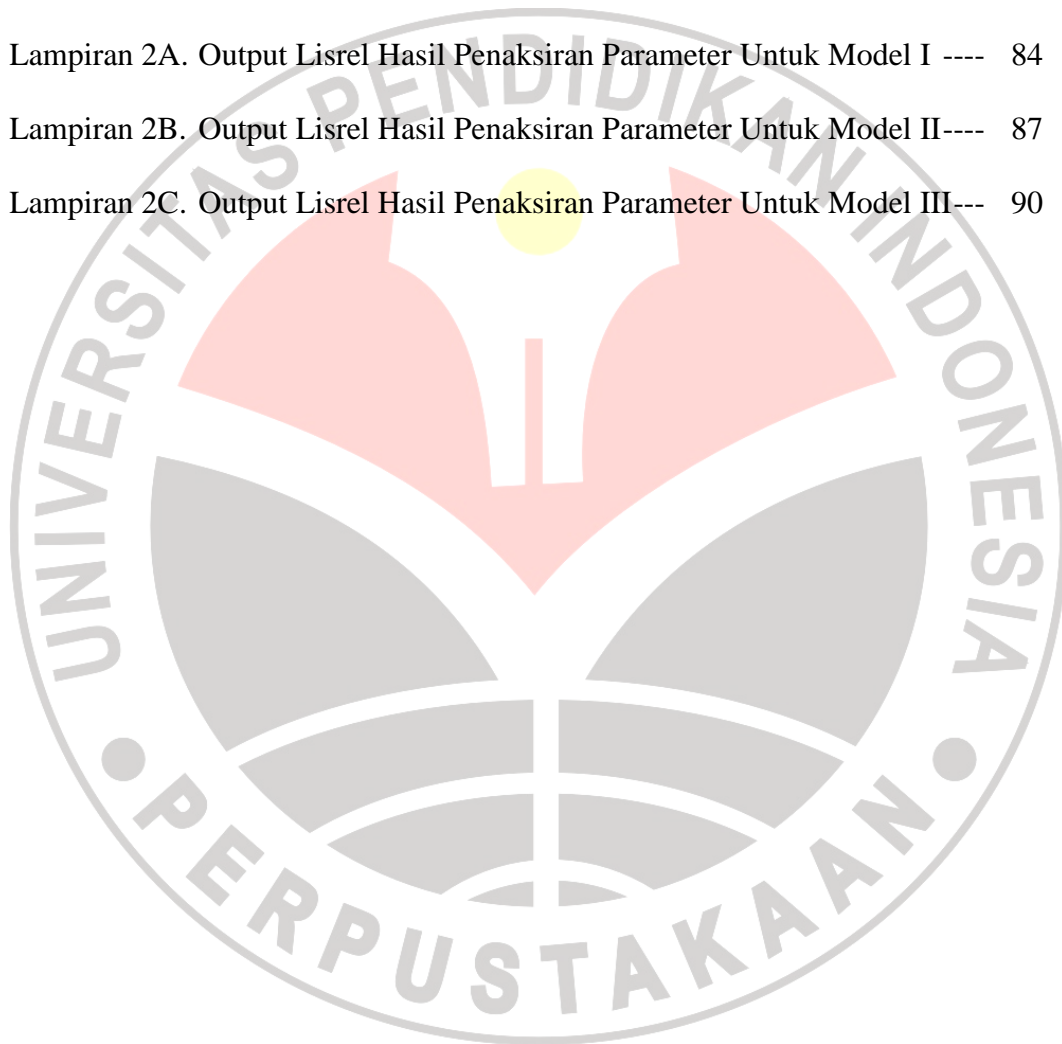 Lampiran 2A. Output Lisrel Hasil Penaksiran Parameter Untuk Model I ---- 84
Lampiran 2B. Output Lisrel Hasil Penaksiran Parameter Untuk Model II---- 87
Lampiran 2C. Output Lisrel Hasil Penaksiran Parameter Untuk Model III--- 90
UNIVERSITAS PENDIDIKAN INDONESIA
PERPUSTAKAAN